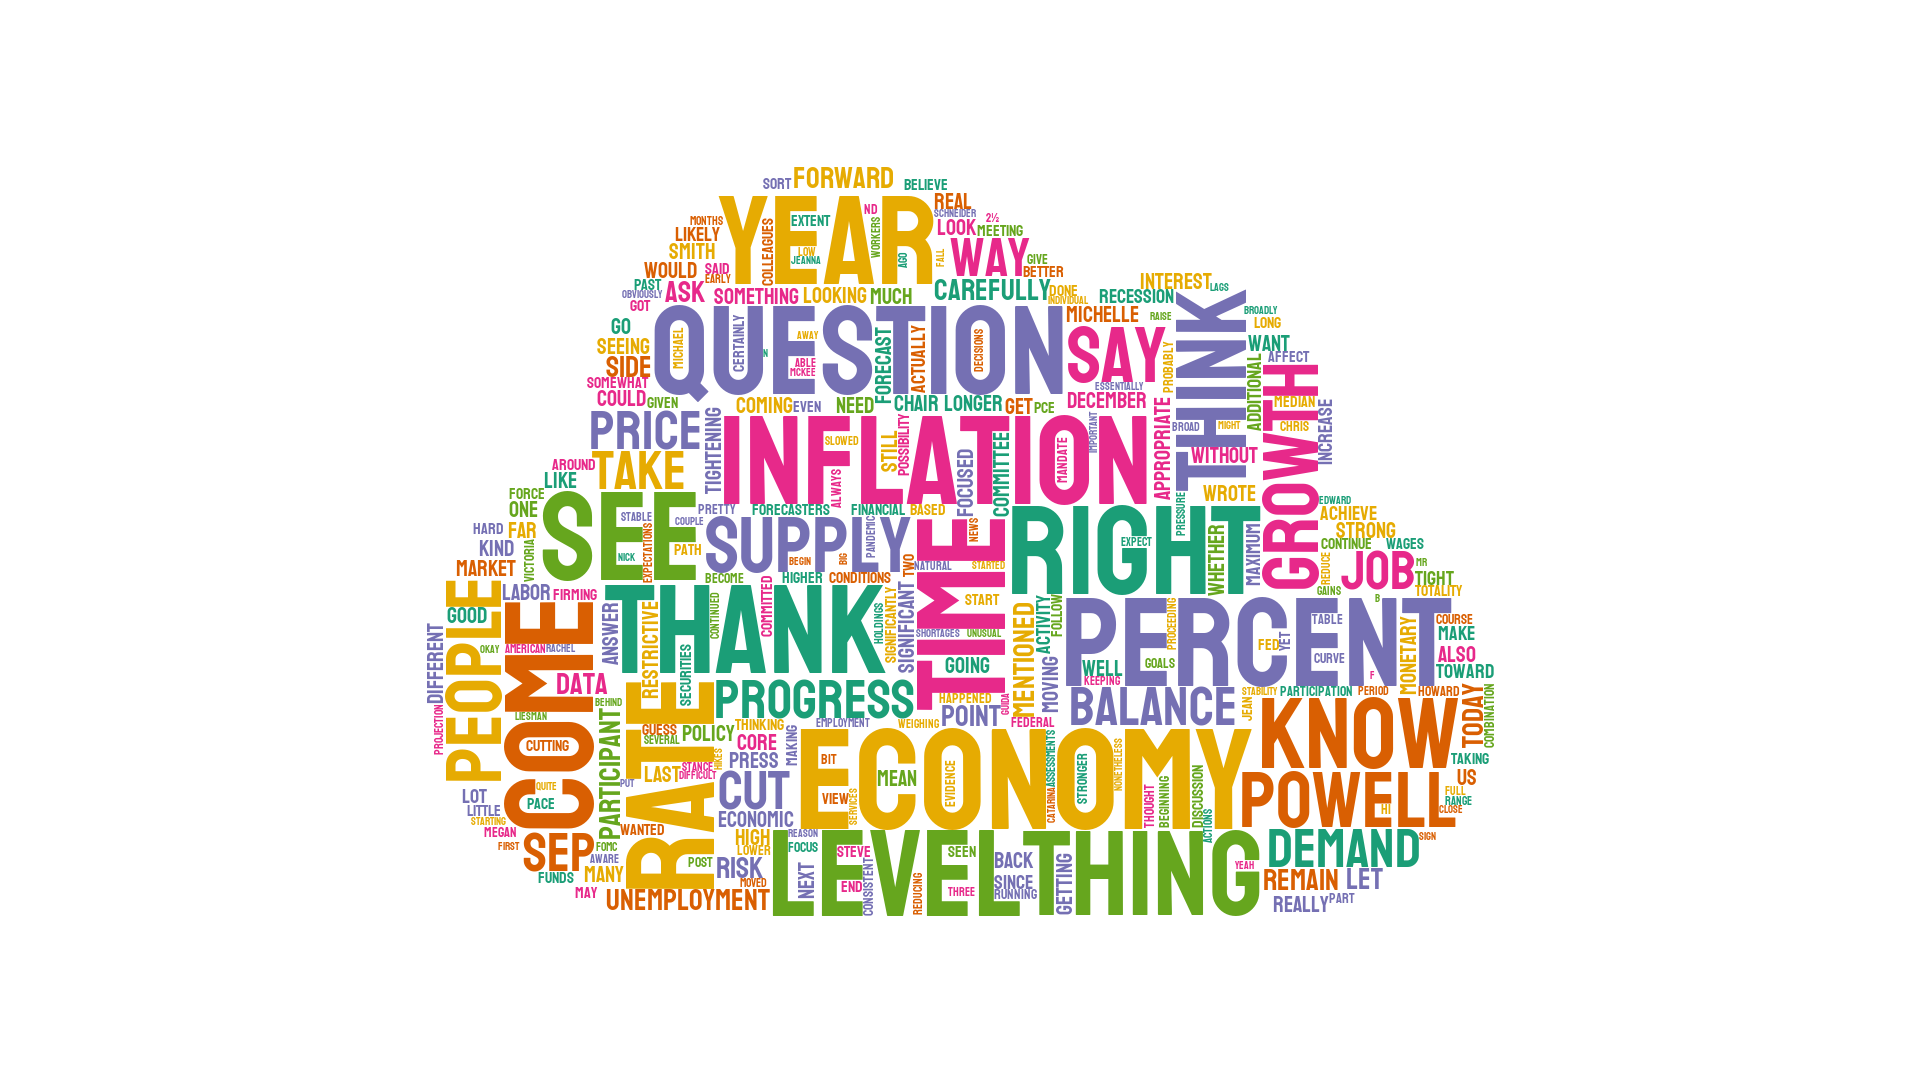 SORT
FORWARD
BELIEVE
YEAR
REAL
SCHNEIDER
MONTHS
COLLEAGUES
EXTENT
ND
WORKERS
LOOK
2½
MEETING
LIKELY
SMITH
LOW
JEANNA
AGO
FALL
WAY
GIVE
BETTER
WOULD
SAID
EARLY
PAST
OBVIOUSLY
GOT
ASK
SOMETHING
LOOKING
MUCH
CAREFULLY
DONE
INDIVIDUAL
RECESSION
INTEREST
LAGS
BROADLY
LONG
GO
SEEING
SIDE
SOMEWHAT
COULD
GIVEN
QUESTION
MICHAEL
CERTAINLY
N
AWAY
ABLE
MCKEE
FORECAST
ACTUALLY
DECISIONS
MICHELLE
RAISE
SAY
PROBABLY
THINK
WANT
AFFECT
ADDITIONAL
ESSENTIALLY
DECEMBER
COMING
EVEN
NEED
CHAIR
LONGER
GET
PCE
PRICE
TIGHTENING
INFLATION
SLOWED
ALWAYS
STILL
POSSIBILITY
FOCUSED
COMMITTEE
MANDATE
IMPORTANT
APPROPRIATE
BROAD
MIGHT
WITHOUT
GROWTH
MEDIAN
CHRIS
INCREASE
AROUND
LIKE
TAKE
FORCE
ONE
SEE
STABLE
NICK
EXPECTATIONS
COUPLE
PATH
PRETTY
FORECASTERS
FINANCIAL
BASED
SUPPLY
BEGIN
BIG
PANDEMIC
TWO
TIME
NEWS
NATURAL
STARTED
RIGHT
EXPECT
PRESSURE
WROTE
WHETHER
MAXIMUM
EDWARD
ACHIEVE
STRONG
CONTINUE
WAGES
REDUCE
GAINS
JOB
MR
TIGHT
TOTALITY
HARD
FAR
KIND
VICTORIA
MARKET
LABOR
FIRMING
BECOME
HIGHER
CONDITIONS
THANK
CONTINUED
COMMITTED
HOLDINGS
SIGNIFICANTLY
SIGNIFICANT
START
SHORTAGES
UNUSUAL
GOING
MENTIONED
ACTIVITY
FOLLOW
MOVING
PERCENT
PROCEEDING
FED
YET
TABLE
CURVE
B
F
GOALS
WELL
KEEPING
MONETARY
COURSE
MAKE
ALSO
TOWARD
PEOPLE
GOOD
OKAY
DIFFERENT
PROJECTION
COME
AMERICAN
RACHEL
ANSWER
RESTRICTIVE
SECURITIES
DATA
BEHIND
LIESMAN
CUTTING
QUITE
PACE
PARTICIPANT
RATE
PROGRESS
HAPPENED
GUIDA
POINT
FEDERAL
BALANCE
STABILITY
JEAN
PARTICIPATION
PERIOD
HOWARD
TODAY
COMBINATION
KNOW
TAKING
GUESS
SEVERAL
POLICY
THINKING
EMPLOYMENT
WEIGHING
CORE
MAKING
PRESS
HIKES
LAST
STANCE
DIFFICULT
PUT
CUT
ECONOMY
BIT
VIEW
SERVICES
MEAN
EVIDENCE
CATARINA
ASSESSMENTS
STRONGER
NONETHELESS
THOUGHT
BEGINNING
DISCUSSION
ACTIONS
POWELL
HI
US
FULL
RANGE
CLOSE
SIGN
LOT
LITTLE
STARTING
MEGAN
FIRST
SEP
FOMC
AWARE
WANTED
ECONOMIC
HIGH
LOWER
REASON
FOCUS
STEVE
LEVEL
SEEN
THREE
END
CONSISTENT
REDUCING
NEXT
BACK
SINCE
RUNNING
GETTING
THING
YEAH
DEMAND
REMAIN
LET
REALLY
PART
FUNDS
MANY
MAY
POST
RISK
MOVED
UNEMPLOYMENT